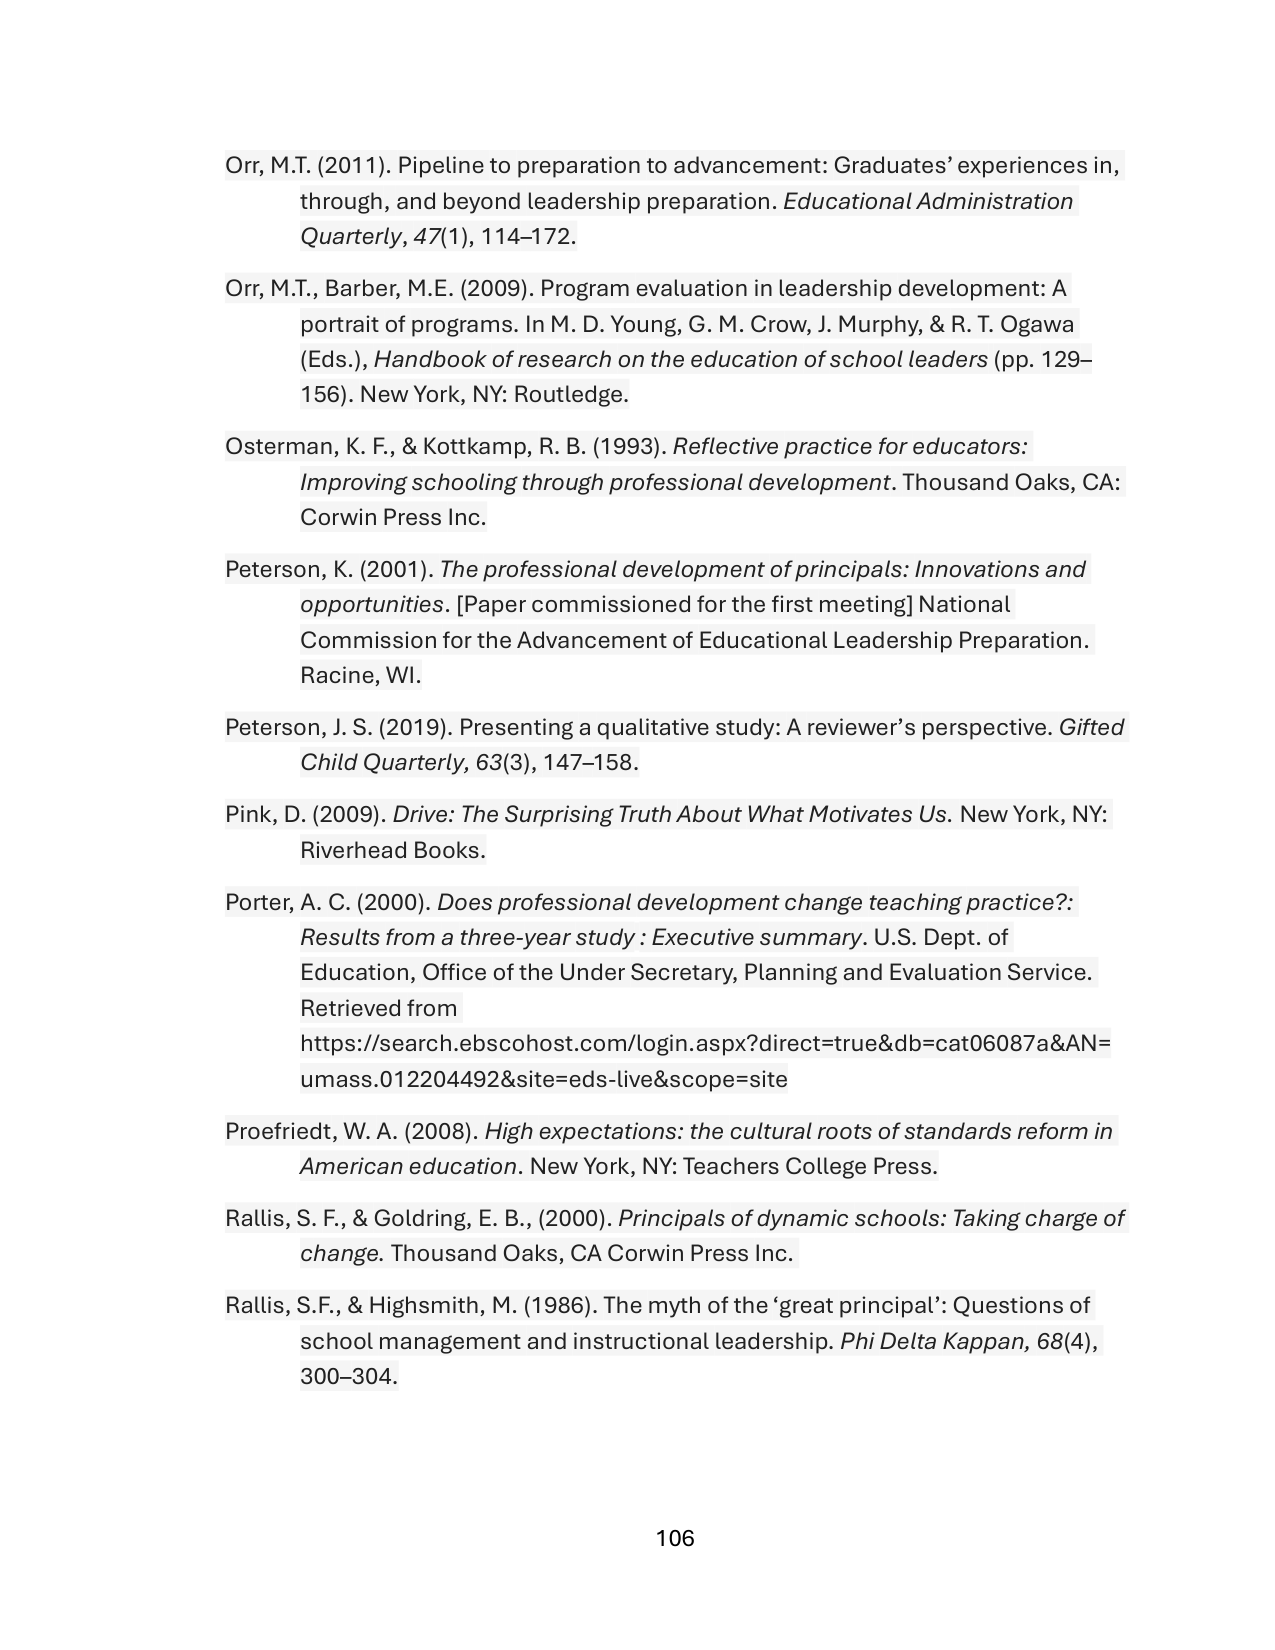 Orr, M.T. (2011). Pipeline to preparation to advancement: Graduates’ experiences in,
through, and beyond leadership preparation. Educational Administration
Quarterly, 47(1), 114–172.
Orr, M.T., Barber, M.E. (2009). Program evaluation in leadership development: A
portrait of programs. In M. D. Young, G. M. Crow, J. Murphy, & R. T. Ogawa
(Eds.), Handbook of research on the education of school leaders (pp. 129–
156). New York, NY: Routledge.
Osterman, K. F., & Kottkamp, R. B. (1993). Reflective practice for educators:
Improving schooling through professional development. Thousand Oaks, CA:
Corwin Press Inc.
Peterson, K. (2001). The professional development of principals: Innovations and
opportunities. [Paper commissioned for the first meeting] National
Commission for the Advancement of Educational Leadership Preparation.
Racine, WI.
Peterson, J. S. (2019). Presenting a qualitative study: A reviewer’s perspective. Gifted
Child Quarterly, 63(3), 147–158.
Pink, D. (2009). Drive: The Surprising Truth About What Motivates Us. New York, NY:
Riverhead Books.
Porter, A. C. (2000). Does professional development change teaching practice?:
Results from a three-year study : Executive summary. U.S. Dept. of
Education, Office of the Under Secretary, Planning and Evaluation Service.
Retrieved from
https://search.ebscohost.com/login.aspx?direct=true&db=cat06087a&AN=
umass.012204492&site=eds-live&scope=site
Proefriedt, W. A. (2008). High expectations: the cultural roots of standards reform in
American education. New York, NY: Teachers College Press.
Rallis, S. F., & Goldring, E. B., (2000). Principals of dynamic schools: Taking charge of
change. Thousand Oaks, CA Corwin Press Inc.
Rallis, S.F., & Highsmith, M. (1986). The myth of the ‘great principal’: Questions of
school management and instructional leadership. Phi Delta Kappan, 68(4),
300–304.
106